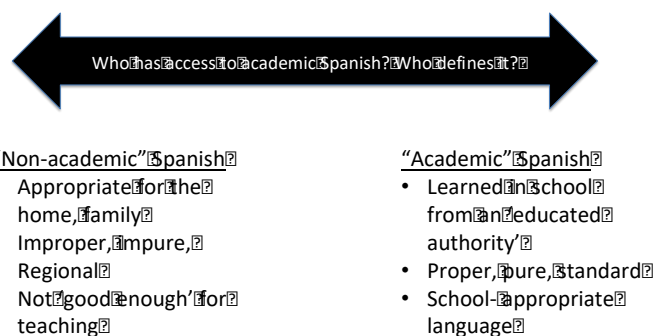 Who has access to academic Spanish? Who defines it?
"Non-academic" Spanish
Appropriate for the
home, family
Improper, impure,
Regional
Not 'good enough' for
teaching
"Academic" Spanish
• Learned in school
from an 'educated
authority'
• Proper, pure, standard
• School-appropriate
language